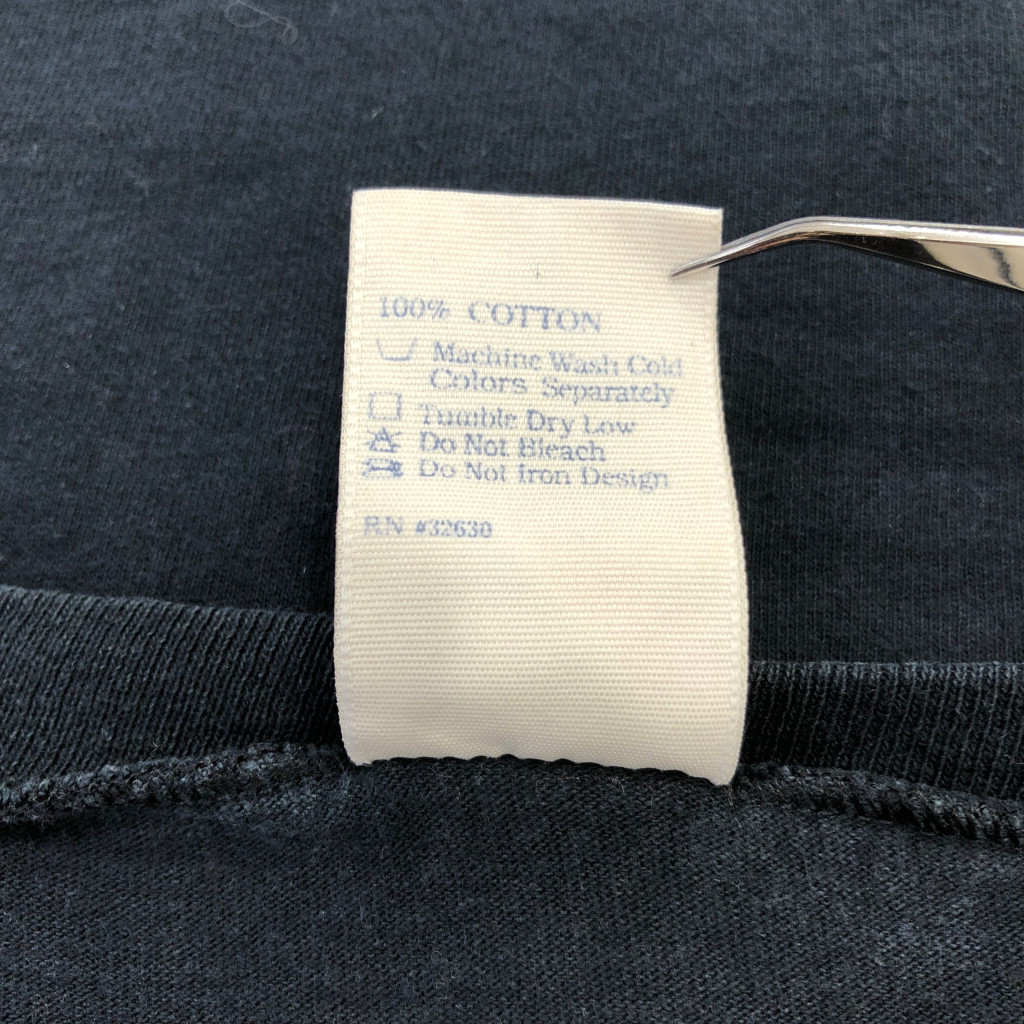 100% COTTON
Machine Wash Cold
Colors Separately
Tumble Dry Low
Do Not Bleach
Do Not Iron Design
RN #32630